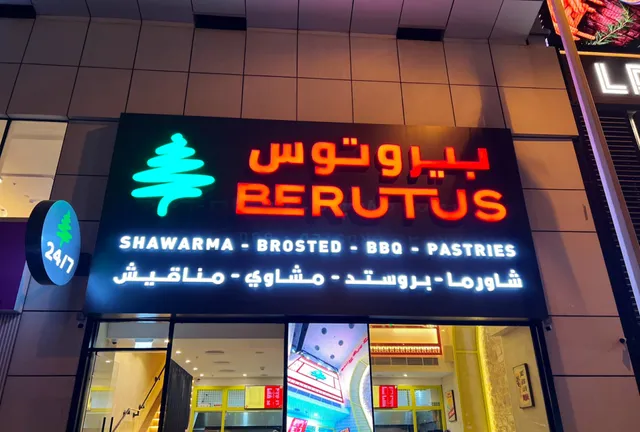 بيروتوس
BERUTUS
SHAWARMA - BROSTED - BBQ - PASTRIES
شاورما - بروستد - مشاوي - مناقيش
24/7